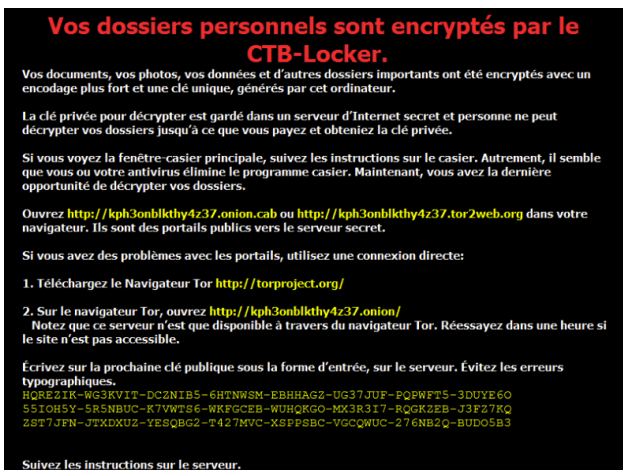 Vos dossiers personnels sont encryptés par le
CTB-Locker.
Vos documents, vos photos, vos données et d'autres dossiers importants ont été encryptés avec un
encodage plus fort et une clé unique, générés par cet ordinateur.
La clé privée pour décrypter est gardé dans un serveur d'Internet secret et personne ne peut
décrypter vos dossiers jusqu'à ce que vous payez et obteniez la clé privée.
Si vous voyez la fenêtre-casier principale, suivez les instructions sur le casier. Autrement, il semble
que vous ou votre antivirus élimine le programme casier. Maintenant, vous avez la dernière
opportunité de décrypter vos dossiers.
Ouvrez http://kph3onblkthy4z37.onion.cab ou http://kph3onblkthy4z37.tor2web.org dans votre
navigateur. Ils sont des portails publics vers le serveur secret.
Si vous avez des problèmes avec les portails, utilisez une connexion directe:
1. Téléchargez le Navigateur Tor http://torproject.org/
2. Sur le navigateur Tor, ouvrez http://kph3onblkthy4z37.onion/
Notez que ce serveur n'est que disponible à travers du navigateur Tor. Réessayez dans une heure si
le site n'est pas accessible.
Écrivez sur la prochaine clé publique sous la forme d'entrée, sur le serveur. Évitez les erreurs
typographiques.
HQREZIK-WG3KVIT-DCZNIB5-6HTNWSM-EBHHAGZ-UG37JUF-PQPWFT5-3DUYE6O
55IOH5Y-5R5NBUC-K7VWTS6-WKFGCEB-WUHQKGO-MX3R3I7-RQGKZEB-J3FZ7KQ
ZST7JFN-JTXDXUZ-YESQBG2-T427MVC-XSPPSBC-VGCQWUC-276NB2Q-BUDO5B3
Suivez les instructions sur le serveur.